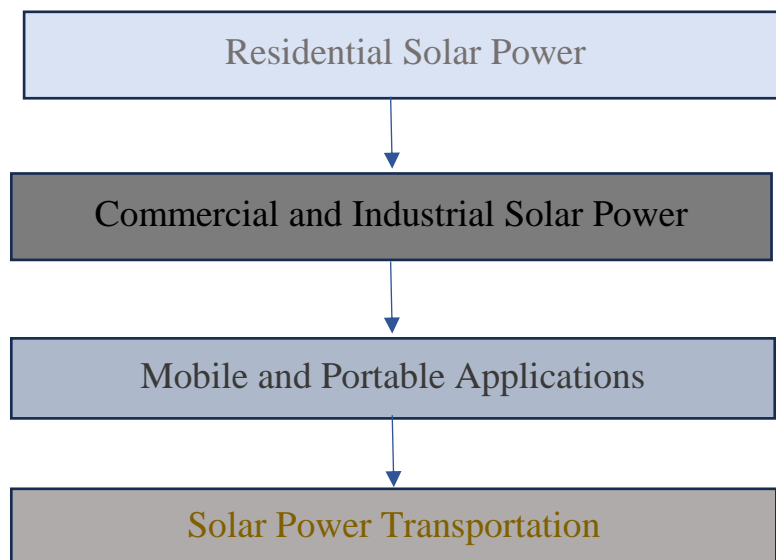 Residential Solar Power
Commercial and Industrial Solar Power
Mobile and Portable Applications
Solar Power Transportation